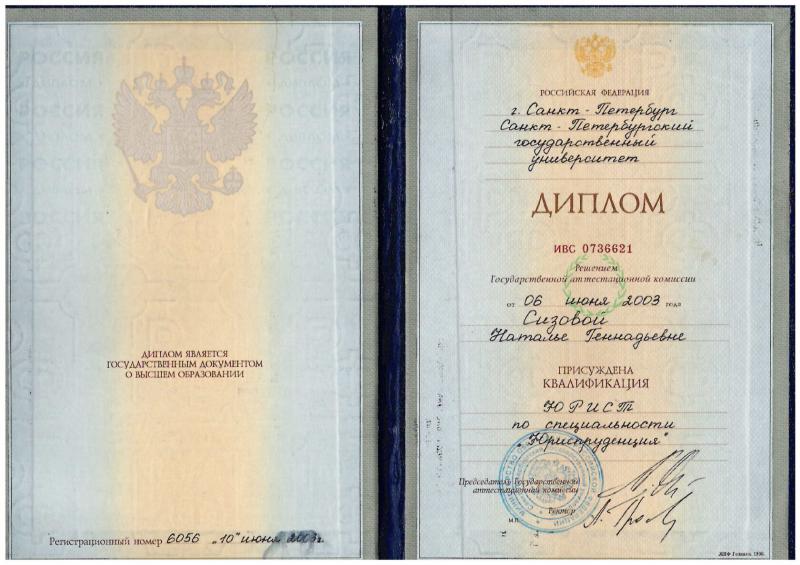 ДИПЛОМ ЯВЛЯЕТСЯ
ГОСУДАРСТВЕННЫМ ДОКУМЕНТОМ
О ВЫСШЕМ ОБРАЗОВАНИИ
Регистрационный номер 6056 „10" июня 2003г.
РОССИЙСКАЯ ФЕДЕРАЦИЯ
г. Санкт-Петербург
Санкт-Петербургский
государственный
университет
ДИПЛОМ
ИВС 0736621
Решением
Государственной аттестационной комиссии
от 06 июня 2003 года
Сизовой
Наталье Геннадьевне
ПРИСУЖДЕНА
КВАЛИФИКАЦИЯ
ЮРИСТ
по специальности
"Юриспруденция"
Председатель Государственной
аттестационной комиссии
Ректор
М.П.